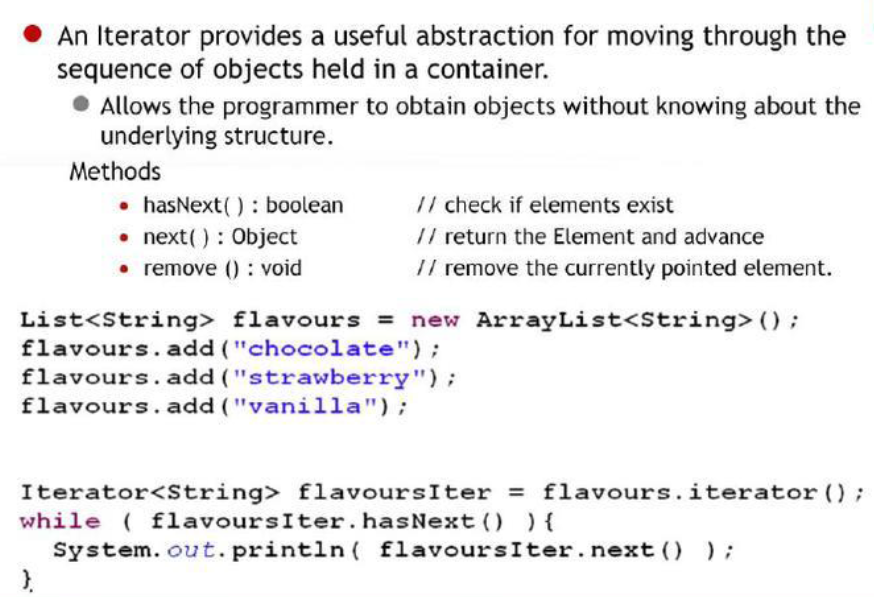 An Iterator provides a useful abstraction for moving through the
sequence of objects held in a container.
Allows the programmer to obtain objects without knowing about the
underlying structure.
Methods
hasNext( ) : boolean // check if elements exist
next( ) : Object // return the Element and advance
remove () : void // remove the currently pointed element.
List<String> flavours = new ArrayList<String>();
flavours.add("chocolate");
flavours.add("strawberry");
flavours.add("vanilla");
Iterator<String> flavoursIter = flavours.iterator();
while ( flavoursIter.hasNext() ){
System.out.println( flavoursIter.next() );
}